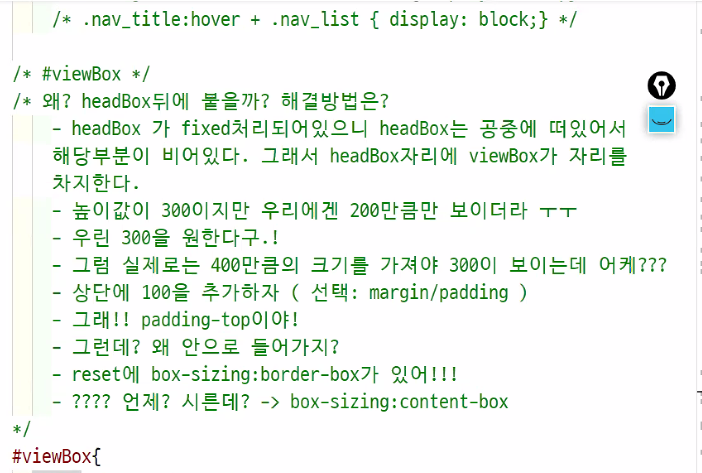 /* .nav_title:hover + .nav_list { display: block;} */
/* #viewBox */
/* 왜? headBox뒤에 붙을까? 해결방법은?
- headBox 가 fixed처리되어있으니 headBox는 공중에 떠있어서
해당부분이 비어있다. 그래서 headBox자리에 viewBox가 자리를
차지한다.
- 높이값이 300이지만 우리에겐 200만큼만 보이더라 ㅜㅜ
- 우린 300을 원한다구.!
- 그럼 실제로는 400만큼의 크기를 가져야 300이 보이는데 어케???
- 상단에 100을 추가하자 ( 선택: margin/padding )
- 그래!! padding-top이야!
- 그런데? 왜 안으로 들어가지?
- reset에 box-sizing:border-box가 있어!!!
- ???? 언제? 시른데? -> box-sizing:content-box
*/
#viewBox{